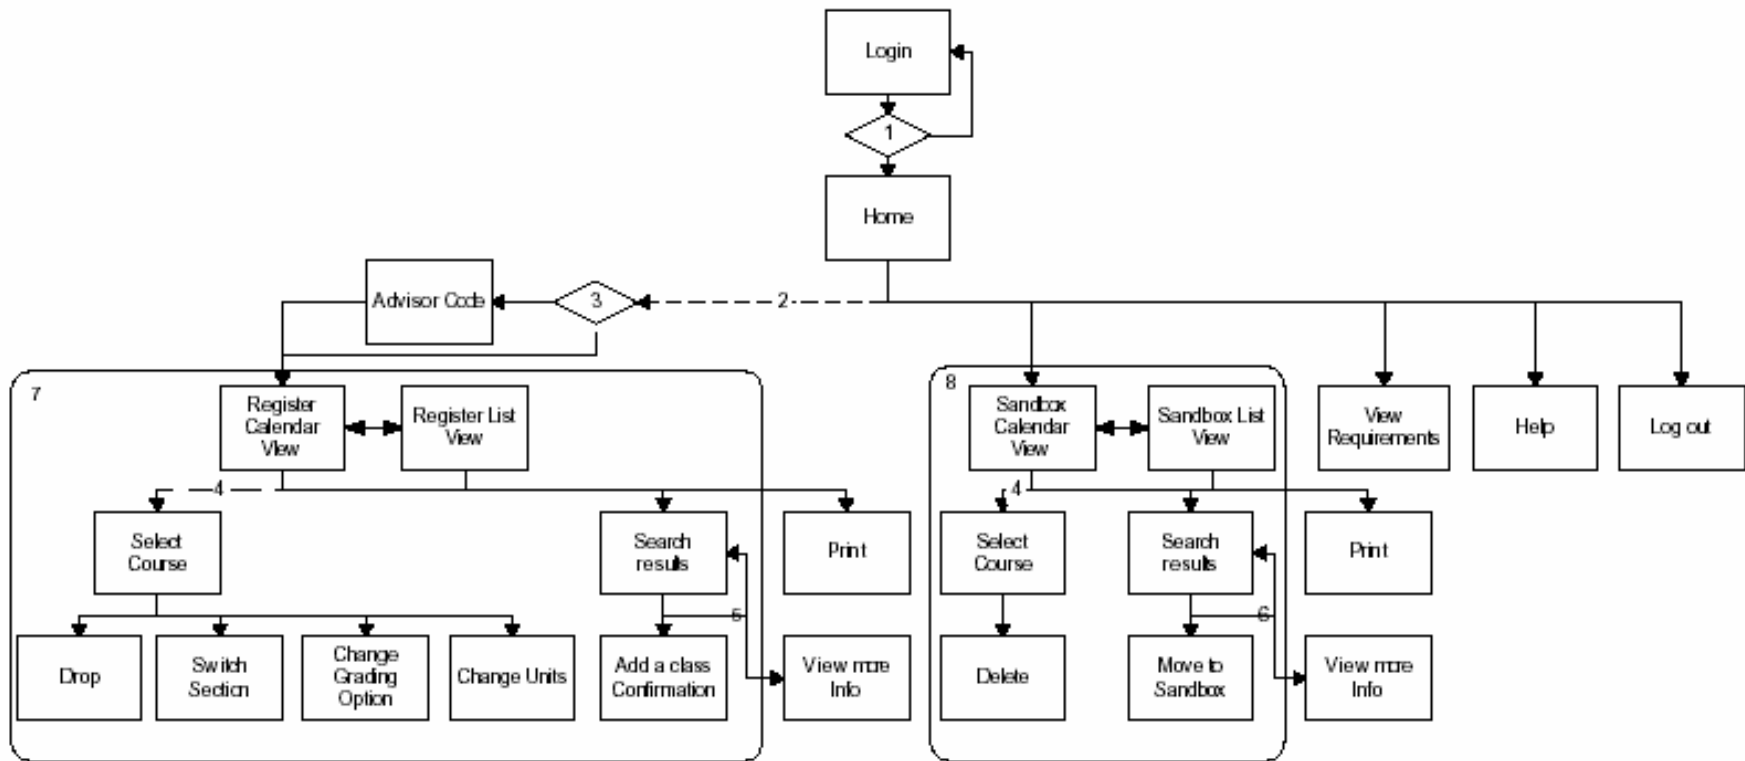 Login
1
Home
Advisor Code
3
2
7
Register
Calendar
View
Register List
View
8
Sandbox
Calendar
View
Sandbox List
View
View
Requirements
Help
Log out
4
4
Select
Course
Search
results
Print
Select
Course
Search
results
Print
5
6
Drop
Switch
Section
Change
Grading
Option
Change Units
Add a class
Confirmation
View more
Info
Delete
Move to
Sandbox
View more
Info